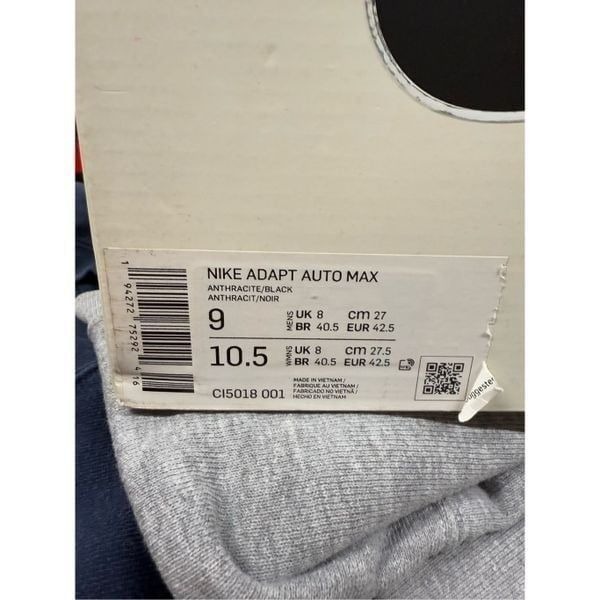 NIKE ADAPT AUTO MAX
ANTHRACITE/BLACK
ANTHRACIT/NOIR
9 MENS UK 8 cm 27
BR 40.5 EUR 42.5
10.5 WMNS UK 8 cm 27.5
BR 40.5 EUR 42.5
CI5018 001
MADE IN VIETNAM /
FABRIQUE AU VIETNAM /
FABRICADO NO VIETNÃ /
HECHO EN VIETNAM
1 94272 75292 4 16